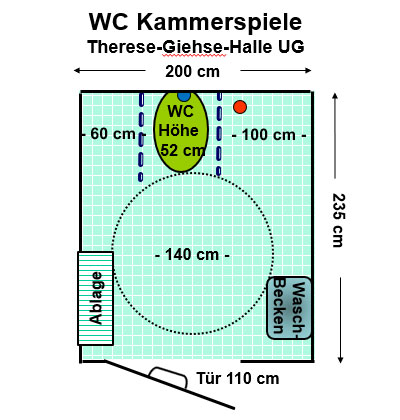 WC Kammerspiele
Therese-Giehse-Halle UG
200 cm
WC
Höhe
52 cm
- 60 cm -
- 100 cm -
235 cm
- 140 cm -
Ablage
Wasch-
Becken
Tür 110 cm